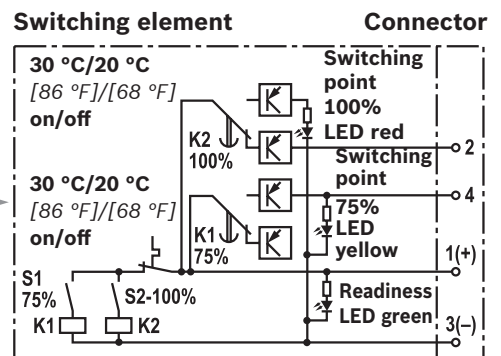 Switching element
Connector
30 °C/20 °C
[86 °F]/[68 °F]
on/off
K2
100%
Switching
point
100%
LED red
2
Switching
point
4
30 °C/20 °C
[86 °F]/[68 °F]
on/off
K1
75%
75%
LED
yellow
1(+)
S1
75%
S2-100%
K1
K2
Readiness
LED green
3(–)